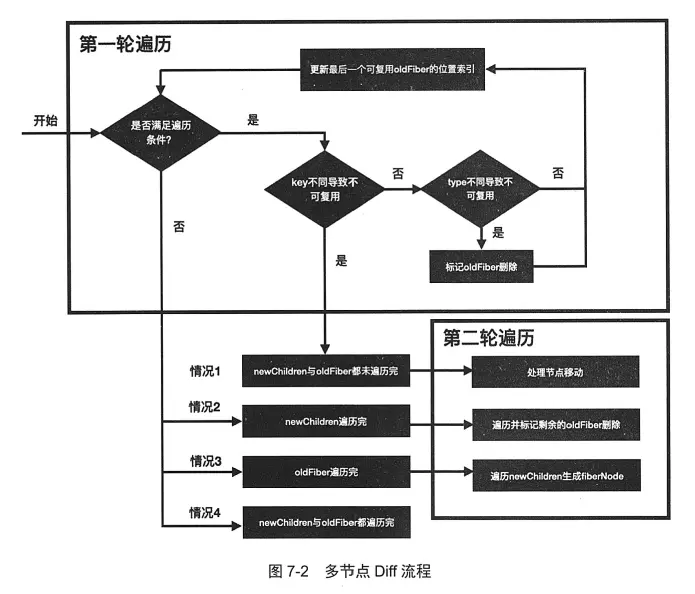 第一轮遍历
更新最后一个可复用oldFiber的位置索引
开始
是否满足遍历
条件?
是
key不同导致不
可复用
否
type不同导致不
可复用
否
否
是
是
标记oldFiber删除
第二轮遍历
情况1
newChildren与oldFiber都未遍历完
处理节点移动
情况2
newChildren遍历完
遍历并标记剩余的oldFiber删除
情况3
oldFiber遍历完
遍历newChildren生成fiberNode
情况4
newChildren与oldFiber都遍历完
图 7-2 多节点 Diff 流程